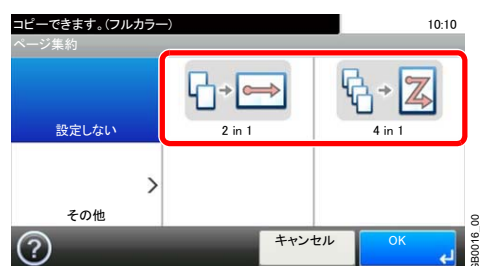 コピーできます。(フルカラー)
10:10
ページ集約
設定しない
2 in 1
4 in 1
その他
?
キャンセル
OK
GB0016_00